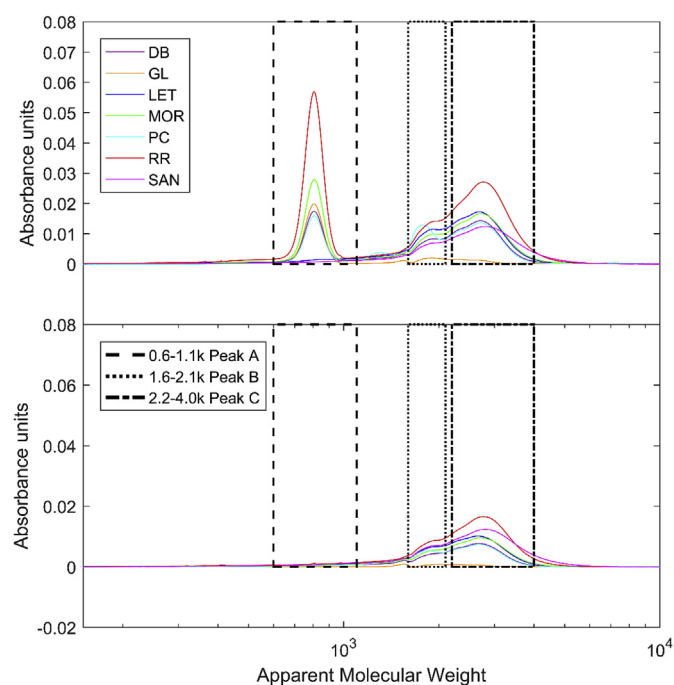 0.08
0.07
0.06
0.05
0.04
0.03
0.02
0.01
0
Absorbance units
DB
GL
LET
MOR
PC
RR
SAN
0.08
0.06
0.04
0.02
0
-0.02
Absorbance units
0.6-1.1k Peak A
1.6-2.1k Peak B
2.2-4.0k Peak C
10³
10⁴
Apparent Molecular Weight